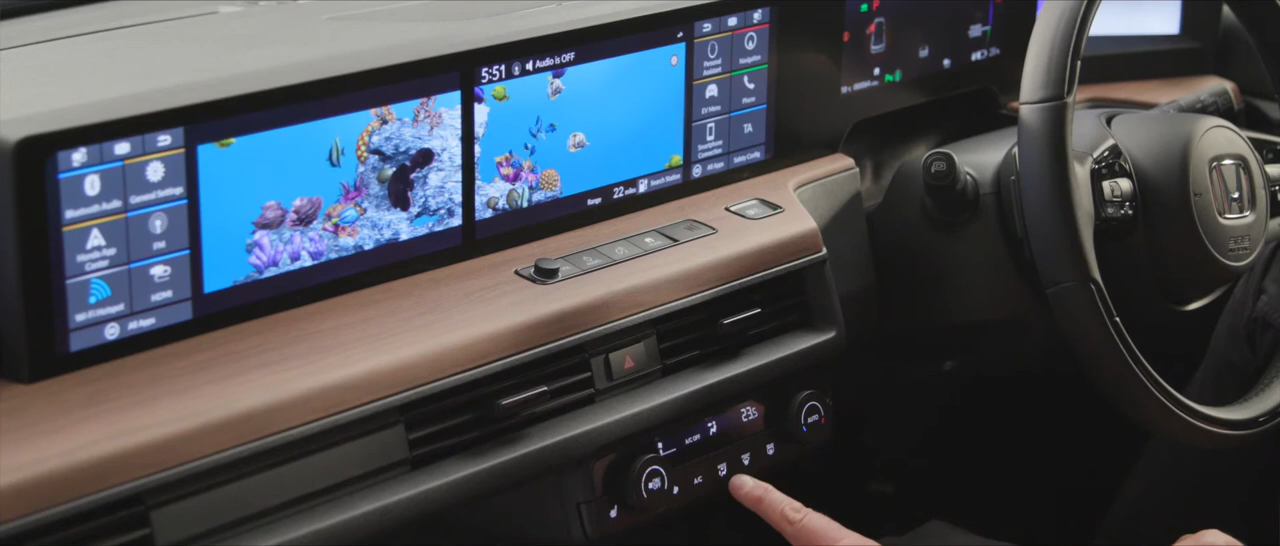 Bluetooth Audio
General Settings
Honda App
Center
FM
Wi-Fi Hotspot
HDMI
All Apps
5:51
Audio is OFF
Range
22 miles
Search Station
Personal
Assistant
Navigation
EV Menu
Phone
Smartphone
Connection
TA
All Apps
Safety Config
P
A/C OFF
23.5
AUTO
OFF
A/C